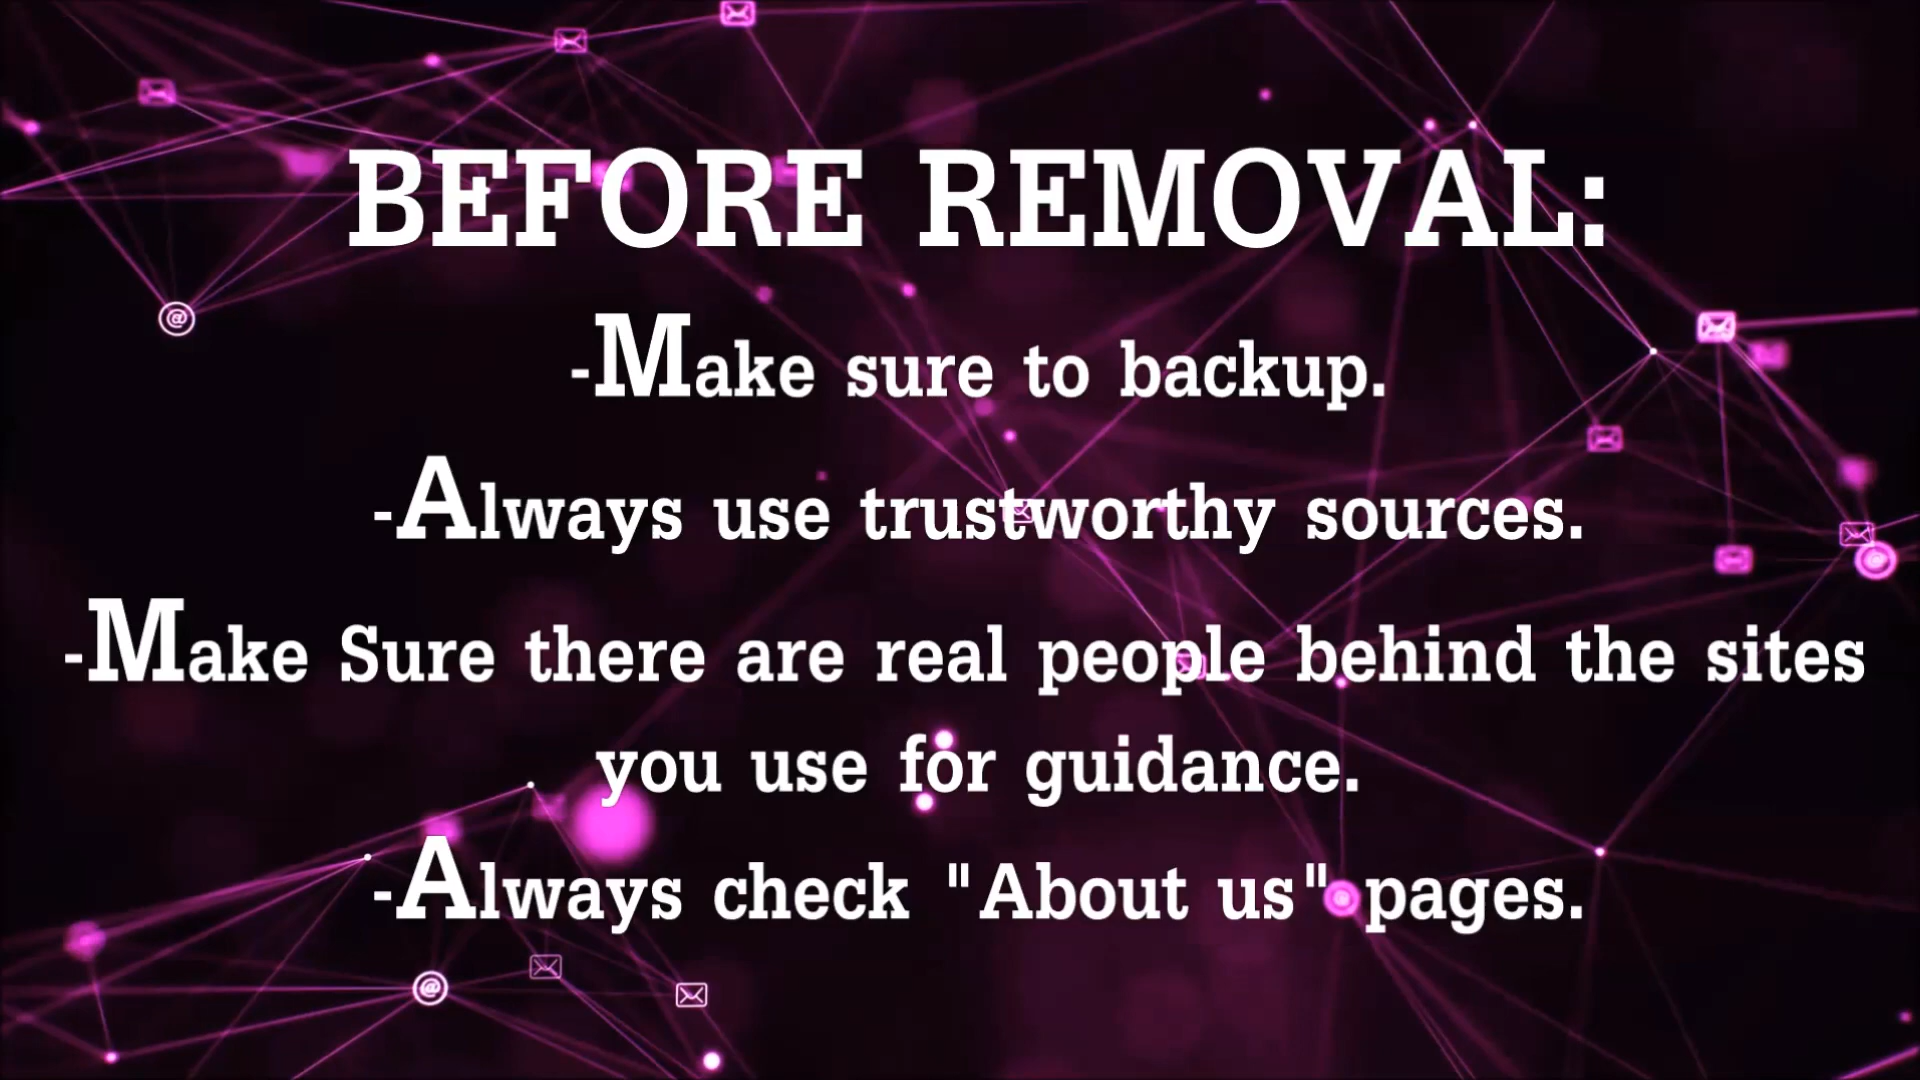 BEFORE REMOVAL:
-Make sure to backup.
-Always use trustworthy sources.
-Make Sure there are real people behind the sites
you use for guidance.
-Always check "About us" pages.